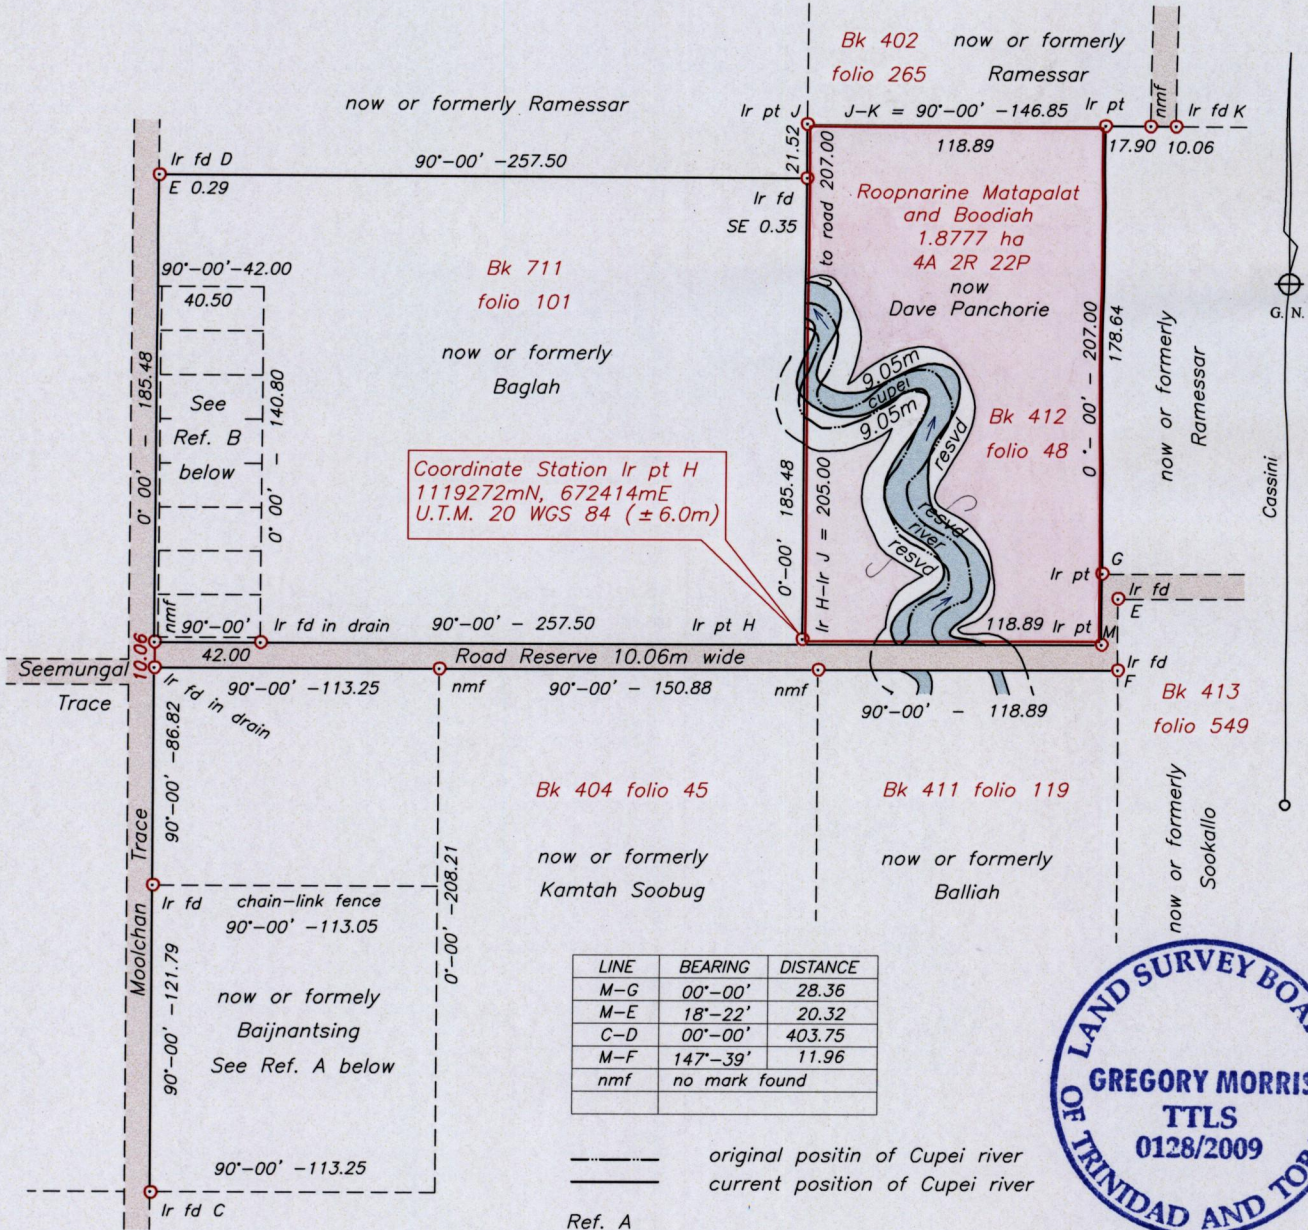 Bk 402 now or formerly
folio 265 Ramessar
now or formerly Ramessar
Ir pt J
J-K = 90°-00' -146.85
Ir pt
nmf
Ir fd K
118.89
17.90
10.06
Ir fd D
E 0.29
90°-00' -257.50
21.52
to road 207.00
Ir fd
SE 0.35
Roopnarine Matapalat
and Boodiah
1.8777 ha
4A 2R 22P
now
Dave Panchorie
G. N.
Cassini
90°-00'-42.00
40.50
Bk 711
folio 101
now or formerly
Baglah
See
Ref. B
below
0° 00' - 140.80
0° 00' - 185.48
9.05m
cupei
9.05m
Bk 412
folio 48
resvd
resvd
river
resvd
0°- 00' - 207.00
178.64
now or formerly
Ramessar
Coordinate Station Ir pt H
1119272mN, 672414mE
U.T.M. 20 WGS 84 (±6.0m)
0°-00' 185.48
Ir H-Ir J = 205.00
Ir pt
G
Ir fd
E
nmf
90°-00'
Ir fd in drain
90°-00' - 257.50
Ir pt H
118.89
Ir pt
M
10.06
42.00
Road Reserve 10.06m wide
Seemungal
Trace
Ir fd in drain
90°-00' -113.25
nmf
90°-00' - 150.88
nmf
90°-00' - 118.89
Ir fd
F
Bk 413
folio 549
90°-00' -86.82
Moolchan Trace
Bk 404 folio 45
now or formerly
Kamtah Soobug
Bk 411 folio 119
now or formerly
Balliah
now or formerly
Sookallo
Ir fd
chain-link fence
90°-00' -113.05
0°-00' -208.21
90°-00' -121.79
now or formely
Baijnantsing
See Ref. A below
LINE BEARING DISTANCE
M-G 00°-00' 28.36
M-E 18°-22' 20.32
C-D 00°-00' 403.75
M-F 147°-39' 11.96
nmf no mark found
LAND SURVEY BOA
GREGORY MORRIS
TTLS
0128/2009
OF TRINIDAD AND TOB
90°-00' -113.25
Ir fd C
original positin of Cupei river
current position of Cupei river
Ref. A